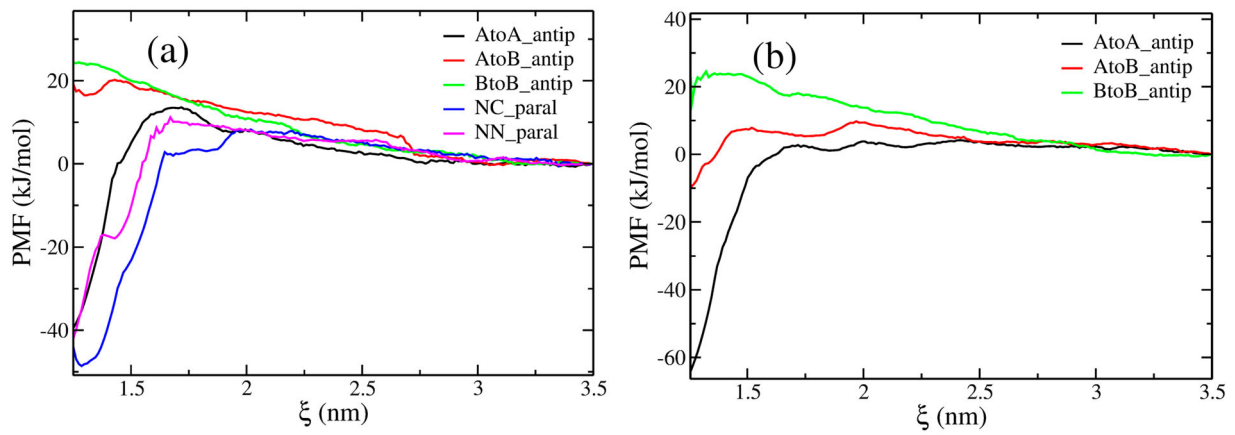 (a)
AtoA_antip
AtoB_antip
BtoB_antip
NC_paral
NN_paral
PMF (kJ/mol)
20
0
-20
-40
1.5
2
2.5
3
3.5
ξ (nm)
(b)
AtoA_antip
AtoB_antip
BtoB_antip
PMF (kJ/mol)
40
20
0
-20
-40
-60
1.5
2
2.5
3
3.5
ξ (nm)